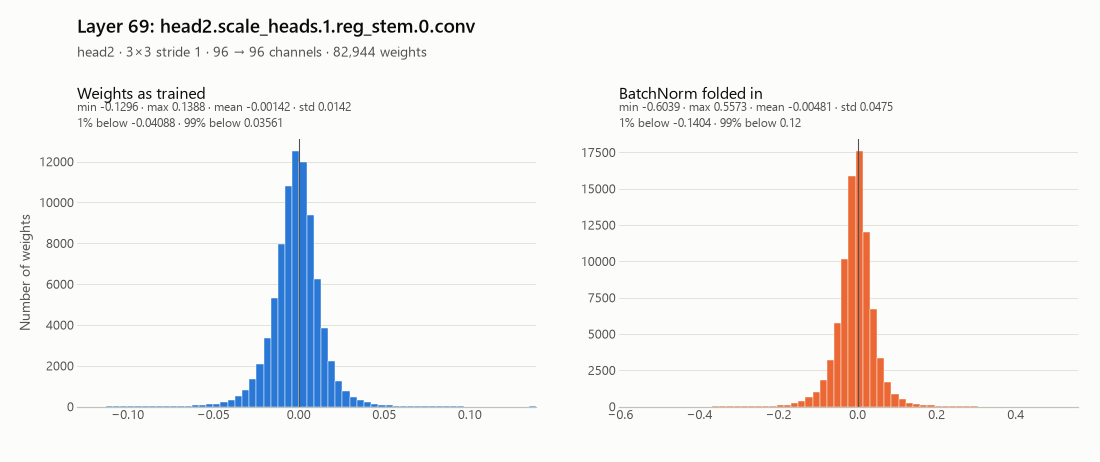 Layer 69: head2.scale_heads.1.reg_stem.0.conv
head2 · 3×3 stride 1 · 96 → 96 channels · 82,944 weights
Weights as trained
min -0.1296 · max 0.1388 · mean -0.00142 · std 0.0142
1% below -0.04088 · 99% below 0.03561
Number of weights
12000
10000
8000
6000
4000
2000
0
−0.10 −0.05 0.00 0.05 0.10
BatchNorm folded in
min -0.6039 · max 0.5573 · mean -0.00481 · std 0.0475
1% below -0.1404 · 99% below 0.12
17500
15000
12500
10000
7500
5000
2500
0
−0.6 −0.4 −0.2 0.0 0.2 0.4